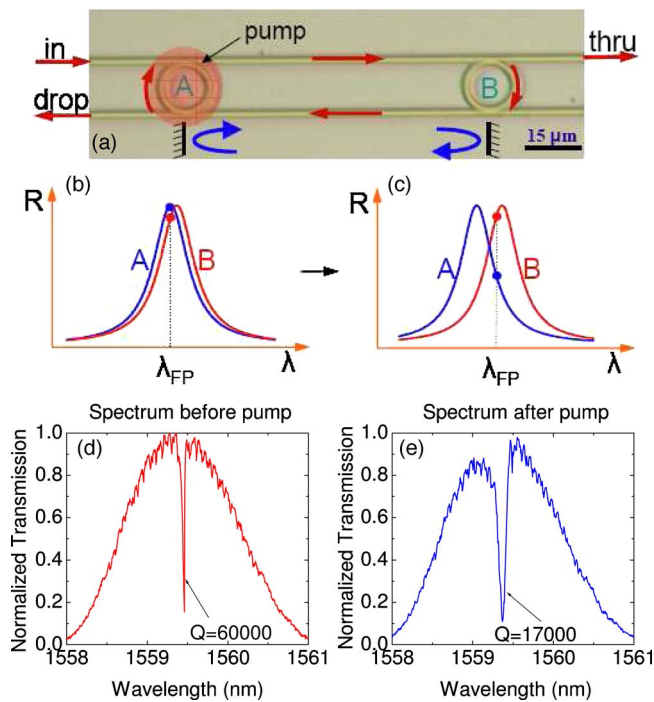 in
pump
thru
A
B
drop
(a)
15 µm
(b)
(c)
R
R
A
B
A
B
λFP
λ
λFP
λ
Spectrum before pump
Spectrum after pump
(d)
(e)
Normalized Transmission
1.0
0.8
0.6
0.4
0.2
0.0
Q=60000
1558
1559
1560
1561
Wavelength (nm)
Normalized Transmission
1.0
0.8
0.6
0.4
0.2
0.0
Q=17000
1558
1559
1560
1561
Wavelength (nm)